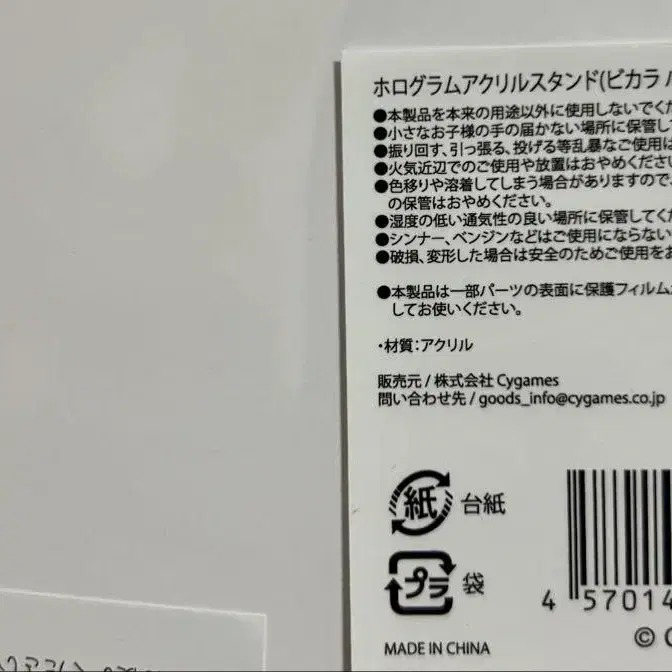 ホログラムアクリルスタンド(ピカラ
●本製品を本来の用途以外に使用しないでくだ
●小さなお子様の手の届かない場所に保管して
●振り回す、引っ張る、投げる等乱暴なご使用は
●火気近辺でのご使用や放置はおやめください
●色移りや溶着してしまう場合がありますので、
の保管はおやめください。
●湿度の低い通気性の良い場所に保管してくだ
●シンナー、ベンジンなどはご使用にならない
●破損、変形した場合は安全のためご使用をお
●本製品は一部パーツの表面に保護フィルムが
してお使いください。
・材質:アクリル
販売元 / 株式会社 Cygames
問い合わせ先 / goods_info@cygames.co.jp
紙 台紙
プラ 袋
4 57014
© C
MADE IN CHINA